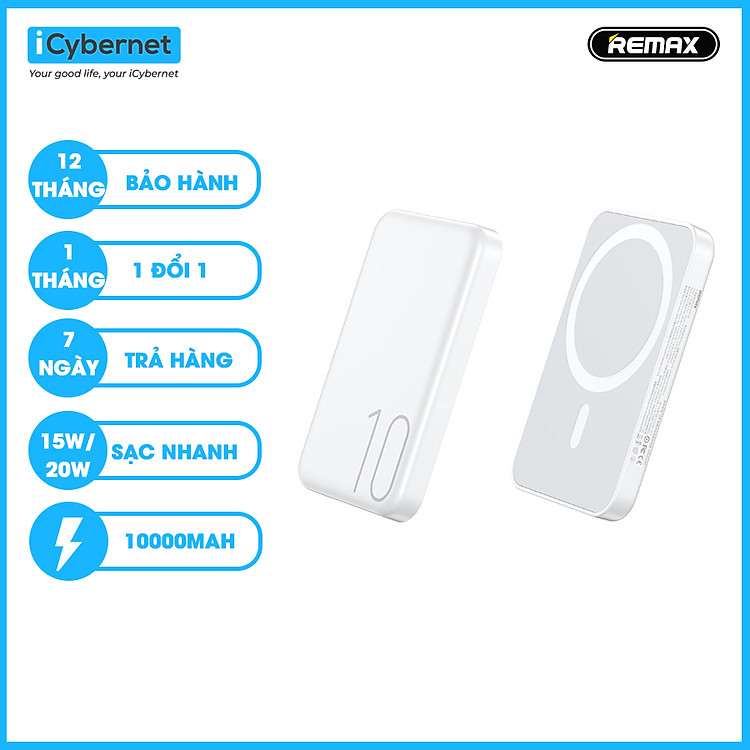 iCybernet
Your good life, your iCybernet
REMAX
12
THÁNG
BẢO HÀNH
1
THÁNG
1 ĐỔI 1
7
NGÀY
TRẢ HÀNG
15W/
20W
SẠC NHANH
10000MAH
10